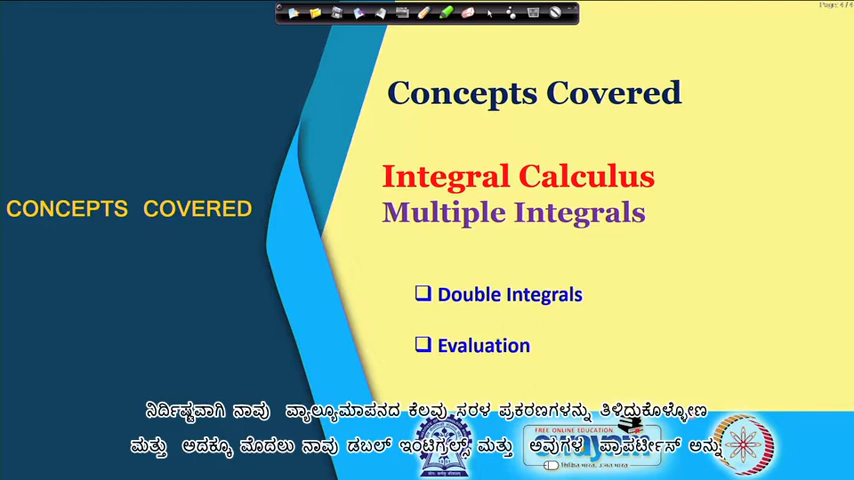 Page: 4 / 4
Concepts Covered
CONCEPTS COVERED
Integral Calculus
Multiple Integrals
Double Integrals
Evaluation
ನಿರ್ದಿಷ್ಟವಾಗಿ ನಾವು ವ್ಯಾಲ್ಯೂಮಾಪನದ ಕೆಲವು ಸರಳ ಪ್ರಕರಣಗಳನ್ನು ತಿಳಿದುಕೊಳ್ಳೋಣ
FREE ONLINE EDUCATION
ಮತ್ತು ಅದಕ್ಕೂ ಮೊದಲು ನಾವು ಡಬಲ್ ಇಂಟಿಗ್ರಲ್ಸ್ ಮತ್ತು ಅವುಗಳ ಪ್ರಾಪರ್ಟೀಸ್ ಅನ್ನು
swayam